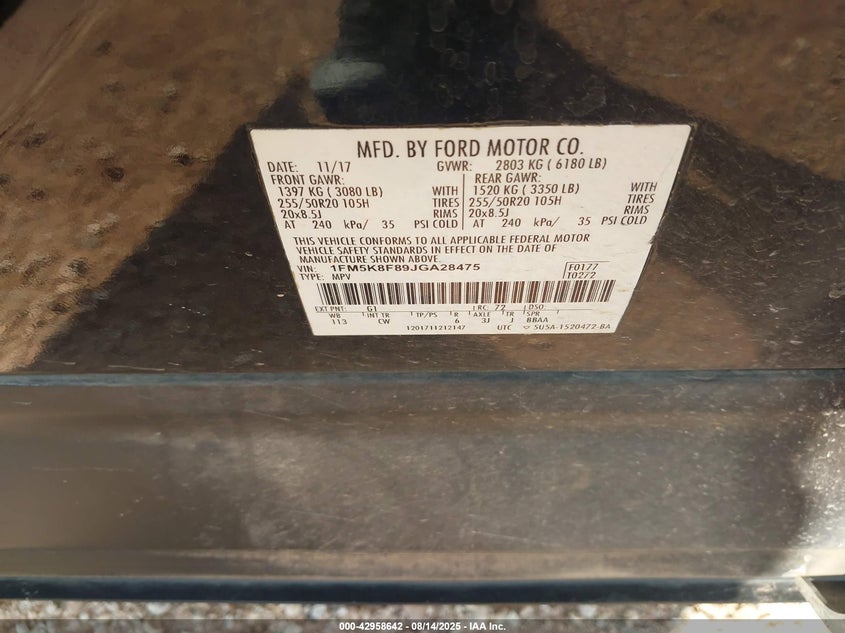 MFD. BY FORD MOTOR CO.
DATE: 11/17 GVWR: 2803 KG ( 6180 LB)
FRONT GAWR: REAR GAWR:
1397 KG ( 3080 LB) WITH 1520 KG ( 3350 LB) WITH
255/50R20 105H TIRES 255/50R20 105H TIRES
20x8.5J RIMS 20x8.5J RIMS
AT 240 kPa/ 35 PSI COLD AT 240 kPa/ 35 PSI COLD
THIS VEHICLE CONFORMS TO ALL APPLICABLE FEDERAL MOTOR
VEHICLE SAFETY STANDARDS IN EFFECT ON THE DATE OF
MANUFACTURE SHOWN ABOVE.
VIN: 1FM5K8F89JGA28475 F0177
TYPE: MPV T0272
EXT PNT: G1 RC: 72 DSO:
WB INT TR TP/PS R AXLE TR SPR
113 CW 6 3J J BBAA
1201711212147 UTC ▽ 5U5A-1520472-BA
000-42958642 - 08/14/2025 - IAA Inc.